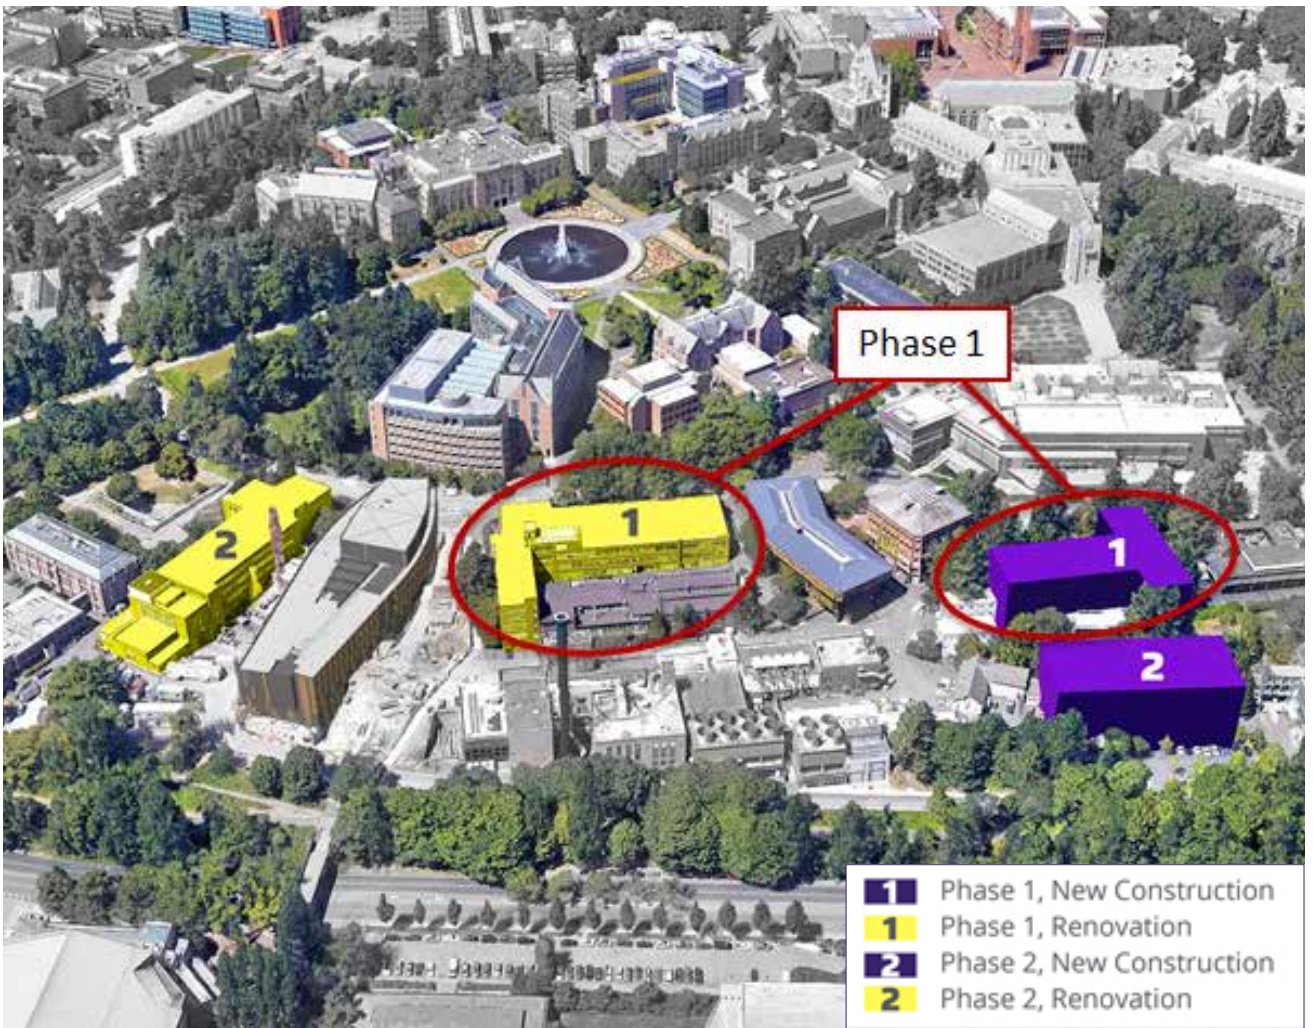 Phase 1
1
2
1
2
1 Phase 1, New Construction
1 Phase 1, Renovation
2 Phase 2, New Construction
2 Phase 2, Renovation